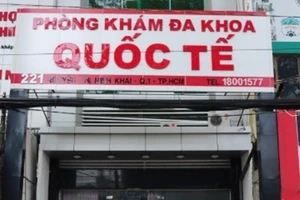 PHÒNG KHÁM ĐA KHOA
QUỐC TẾ
221 KHAI - Q.1 - TP.HCM TEL:18001577